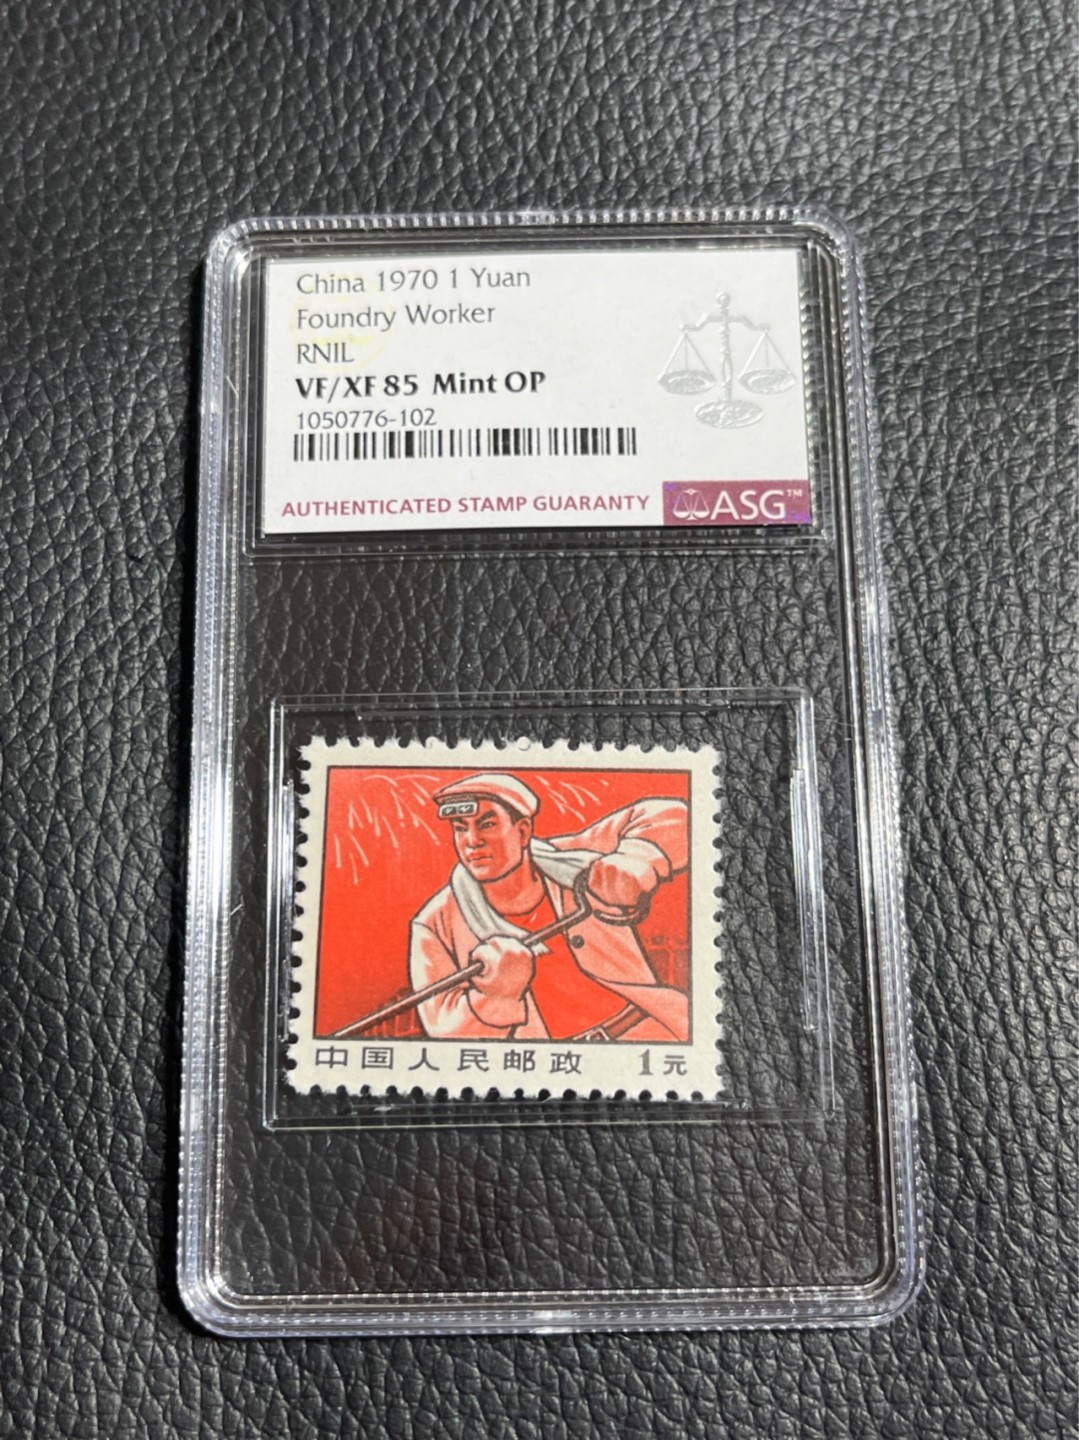 China 1970 1 Yuan
Foundry Worker
RNIL
VF/XF 85 Mint OP
1050776-102
AUTHENTICATED STAMP GUARANTY ASG™
中国人民邮政 1元